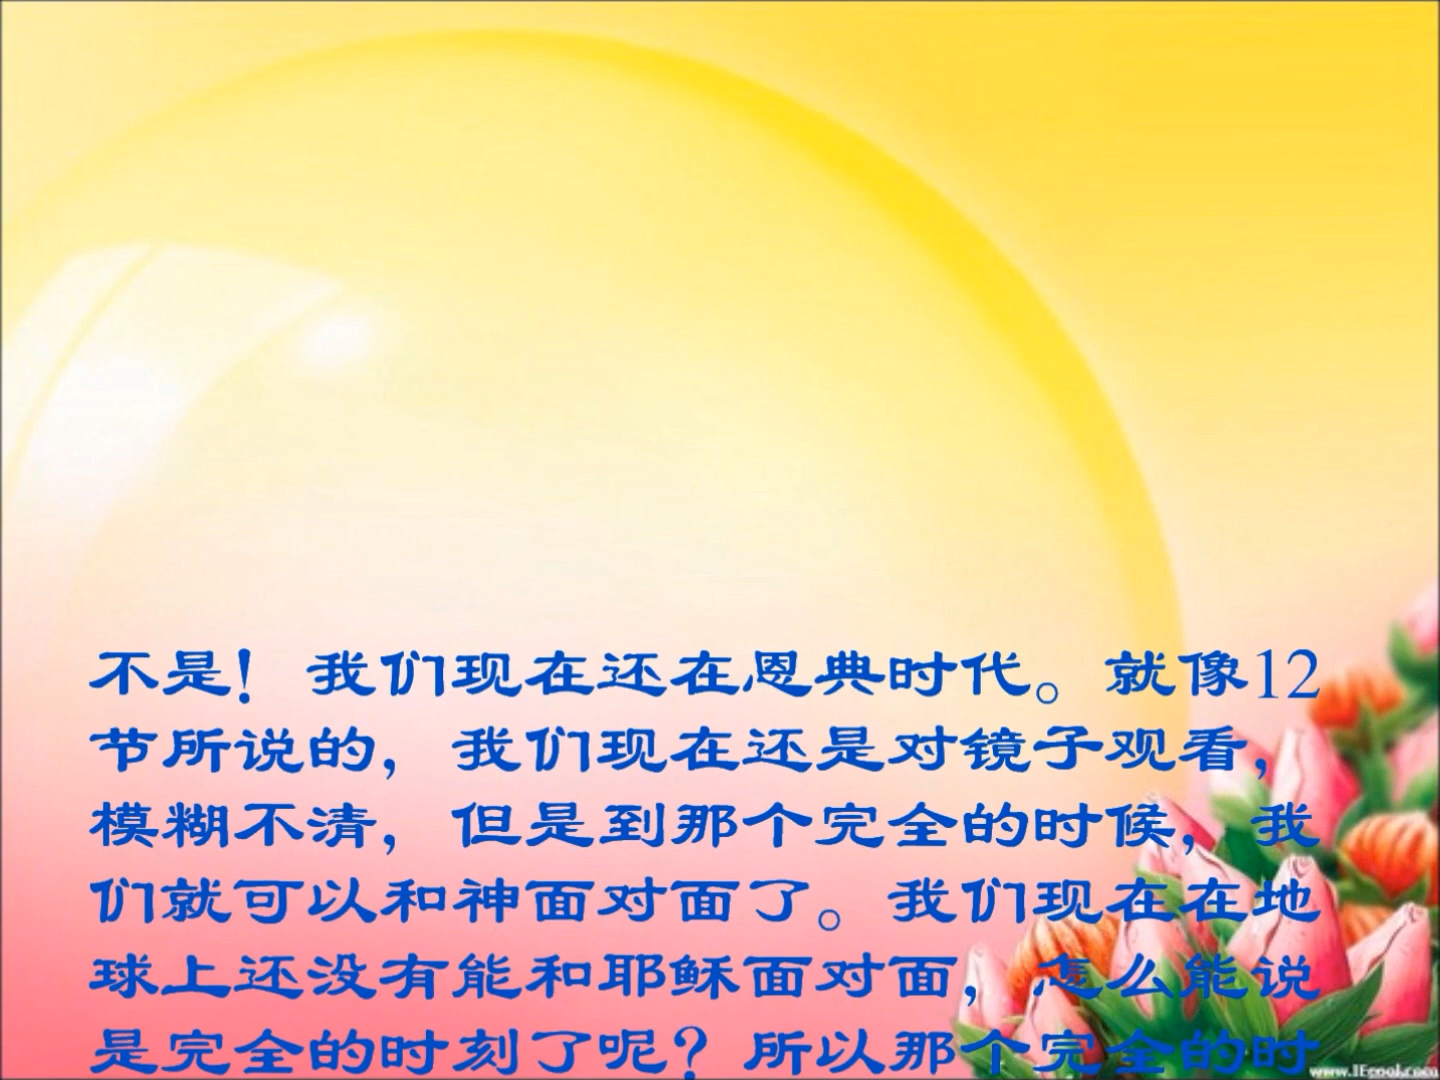 不是！我们现在还在恩典时代。就像12
节所说的，我们现在还是对镜子观看，
模糊不清，但是到那个完全的时候，我
们就可以和神面对面了。我们现在在地
球上还没有能和耶稣面对面，怎么能说
是完全的时刻了呢？所以那个完全的时